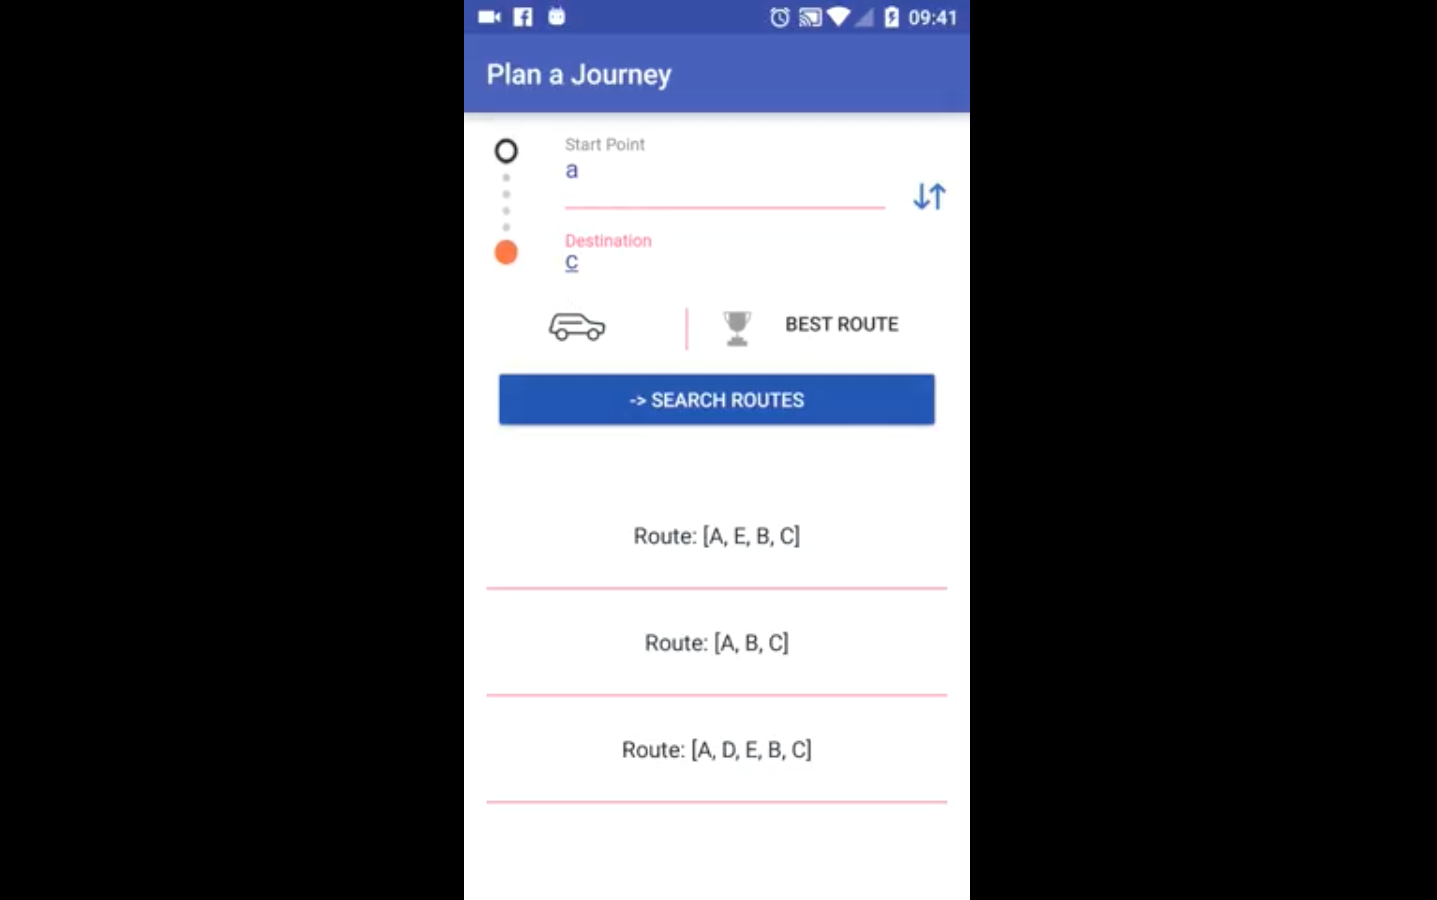 09:41
Plan a Journey
Start Point
a
Destination
c
BEST ROUTE
-> SEARCH ROUTES
Route: [A, E, B, C]
Route: [A, B, C]
Route: [A, D, E, B, C]